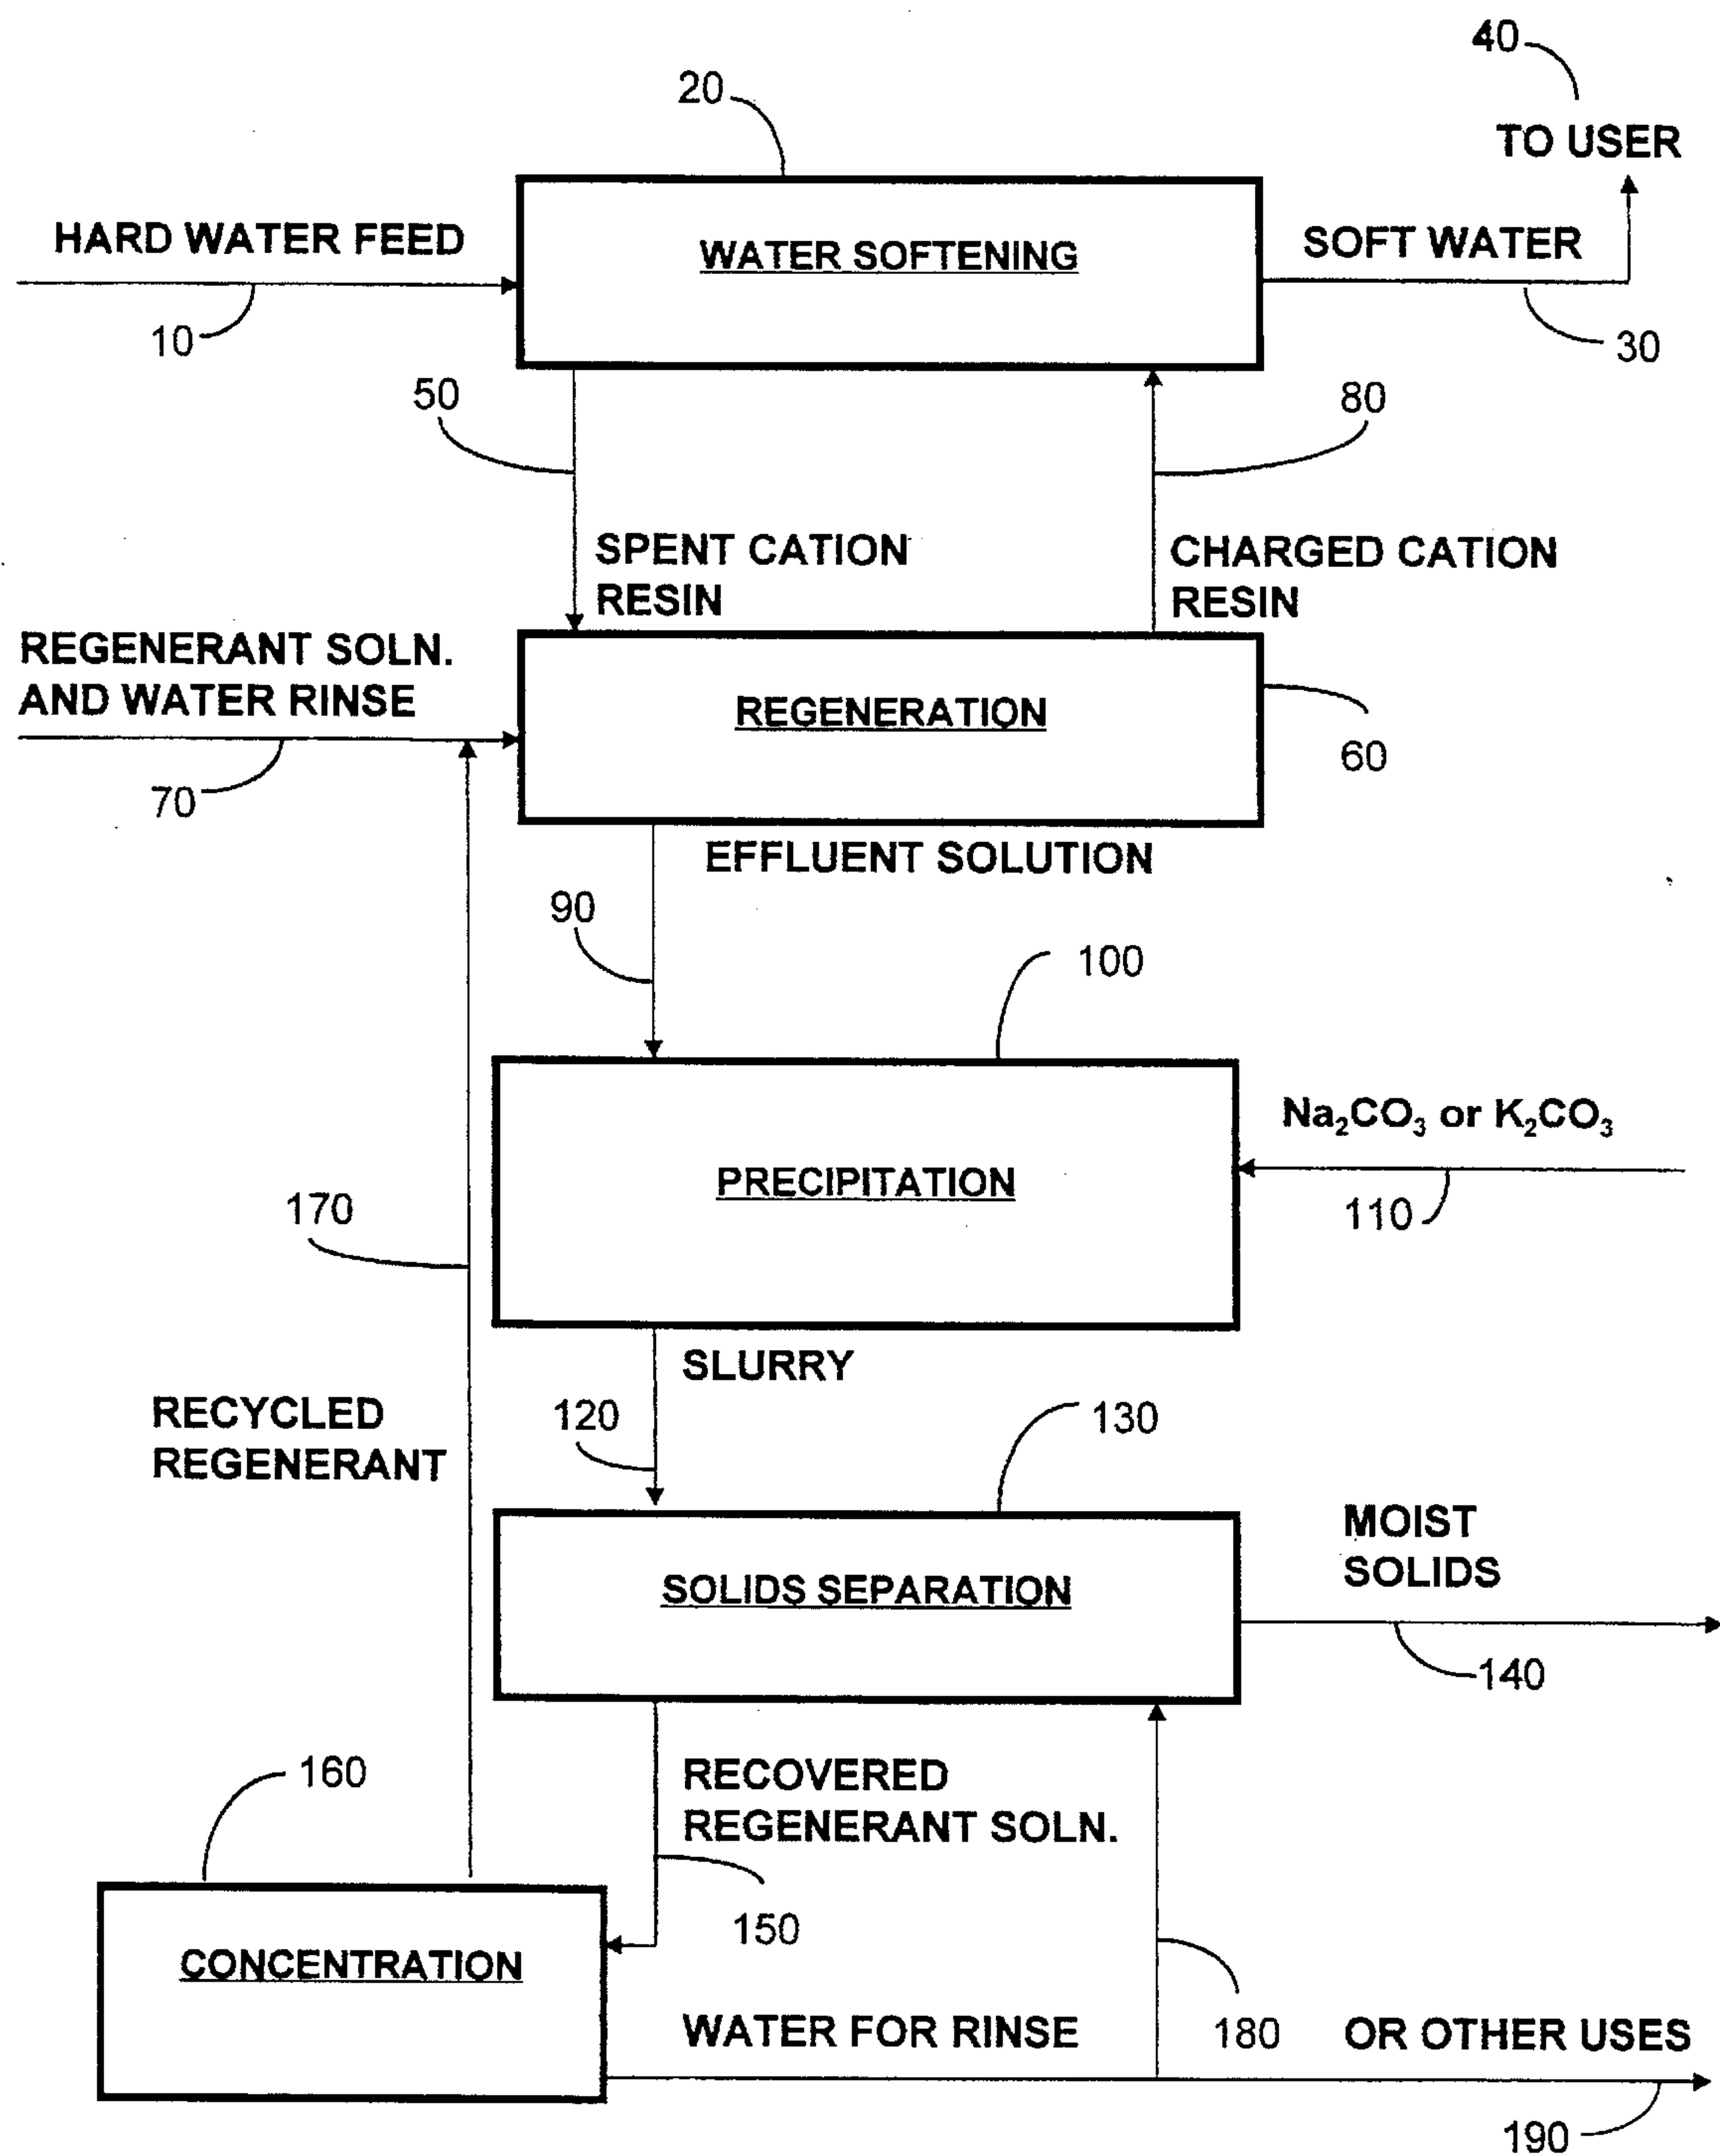 40
20
TO USER
HARD WATER FEED
WATER SOFTENING
SOFT WATER
10
30
50
80
SPENT CATION
RESIN
CHARGED CATION
RESIN
REGENERANT SOLN.
AND WATER RINSE
REGENERATION
60
70
EFFLUENT SOLUTION
90
100
Na₂CO₃ or K₂CO₃
PRECIPITATION
110
170
SLURRY
RECYCLED
REGENERANT
120
130
MOIST
SOLIDS
SOLIDS SEPARATION
140
160
RECOVERED
REGENERANT SOLN.
150
CONCENTRATION
WATER FOR RINSE
180
OR OTHER USES
190